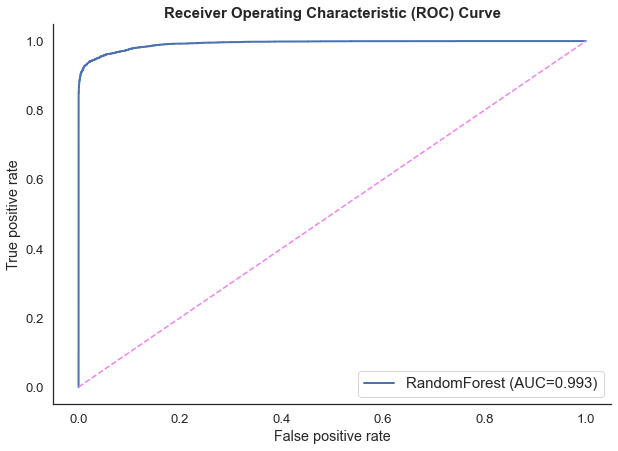 Receiver Operating Characteristic (ROC) Curve
1.0
0.8
0.6
0.4
0.2
0.0
True positive rate
RandomForest (AUC=0.993)
0.0 0.2 0.4 0.6 0.8 1.0
False positive rate